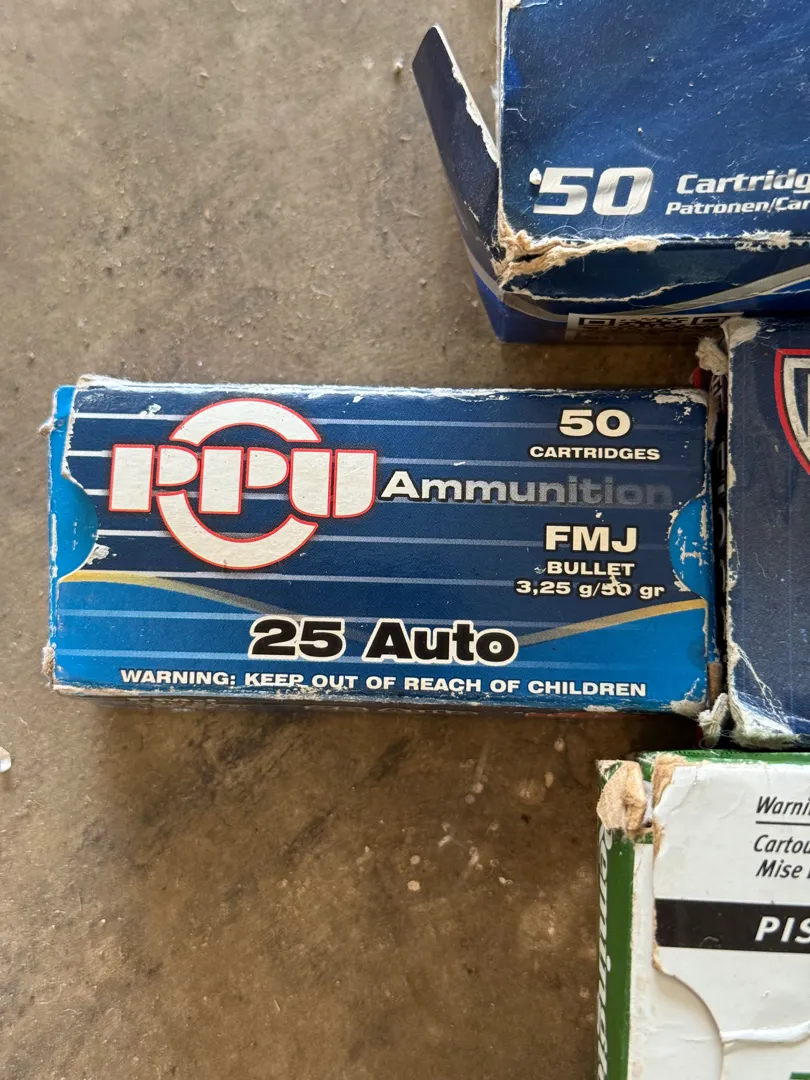 50 Cartridg
Patronen/Car
PPU Ammunition
50
CARTRIDGES
FMJ
BULLET
3,25 g/50 gr
25 Auto
WARNING: KEEP OUT OF REACH OF CHILDREN
Warni
Cartou
Mise
PIS
Remingt